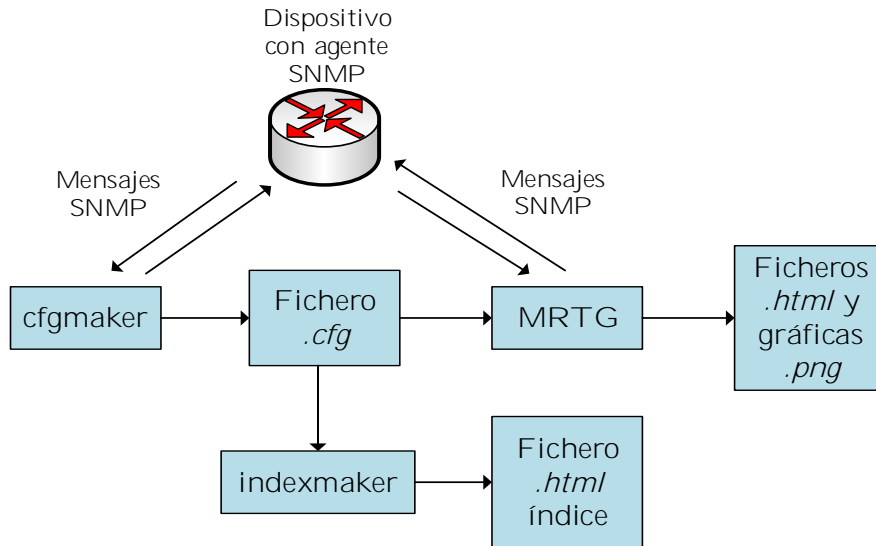 Dispositivo
con agente
SNMP
Mensajes
SNMP
Mensajes
SNMP
cfgmaker
Fichero
.cfg
MRTG
Ficheros
.html y
gráficas
.png
indexmaker
Fichero
.html
índice